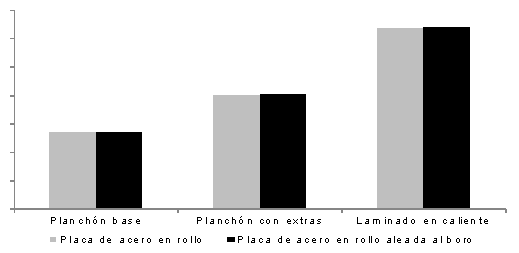 Planchón base
Planchón con extras
Laminado en caliente
Placa de acero en rollo
Placa de acero en rollo aleada al boro